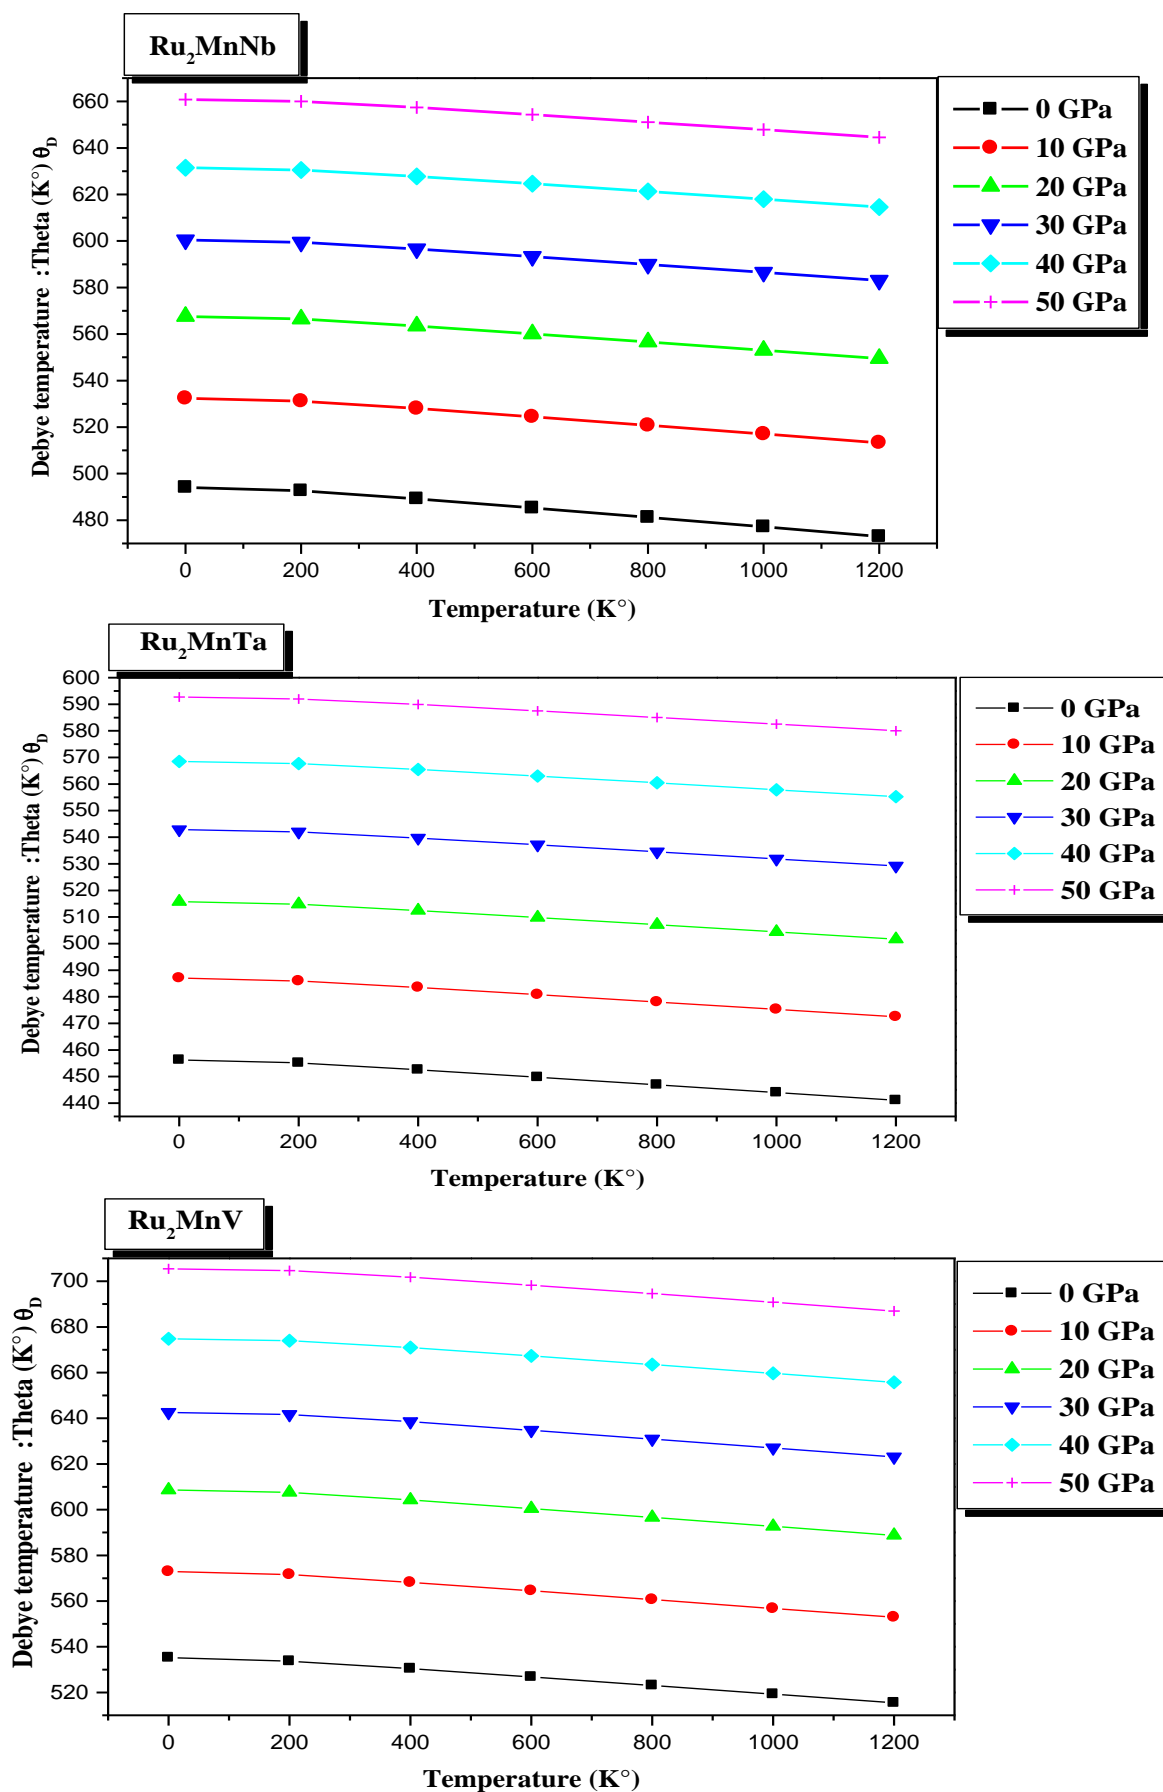 Ru₂MnNb
660
640
620
600
580
560
540
520
500
480
Debye temperature :Theta (K°) θ_D
0 200 400 600 800 1000 1200
Temperature (K°)
0 GPa
10 GPa
20 GPa
30 GPa
40 GPa
50 GPa
Ru₂MnTa
600
590
580
570
560
550
540
530
520
510
500
490
480
470
460
450
440
Debye temperature :Theta (K°) θ_D
0 200 400 600 800 1000 1200
Temperature (K°)
0 GPa
10 GPa
20 GPa
30 GPa
40 GPa
50 GPa
Ru₂MnV
700
680
660
640
620
600
580
560
540
520
Debye temperature :Theta (K°) θ_D
0 200 400 600 800 1000 1200
Temperature (K°)
0 GPa
10 GPa
20 GPa
30 GPa
40 GPa
50 GPa